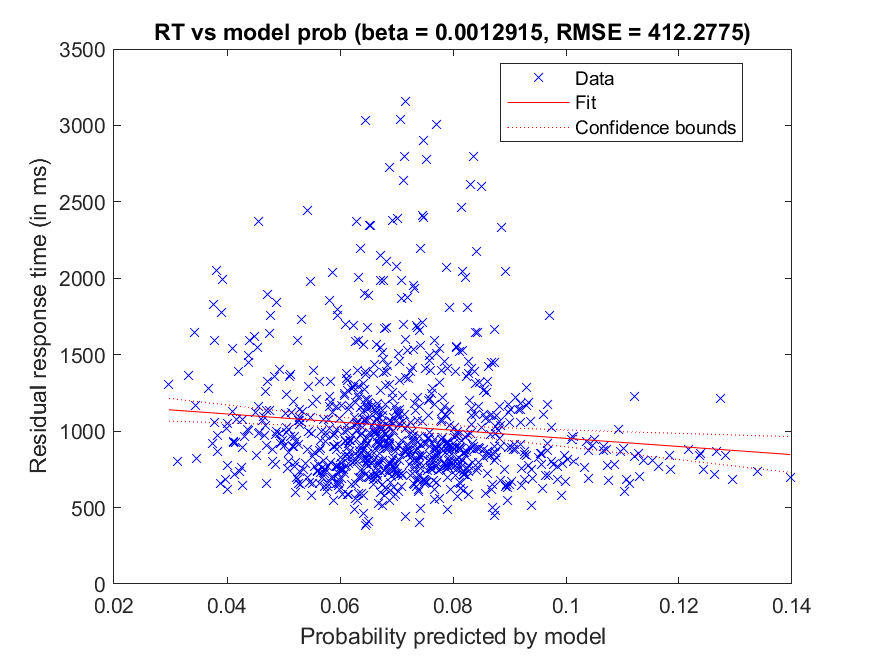 RT vs model prob (beta = 0.0012915, RMSE = 412.2775)
3500
3000
2500
2000
1500
1000
500
0
Residual response time (in ms)
Data
Fit
Confidence bounds
0.02 0.04 0.06 0.08 0.1 0.12 0.14
Probability predicted by model